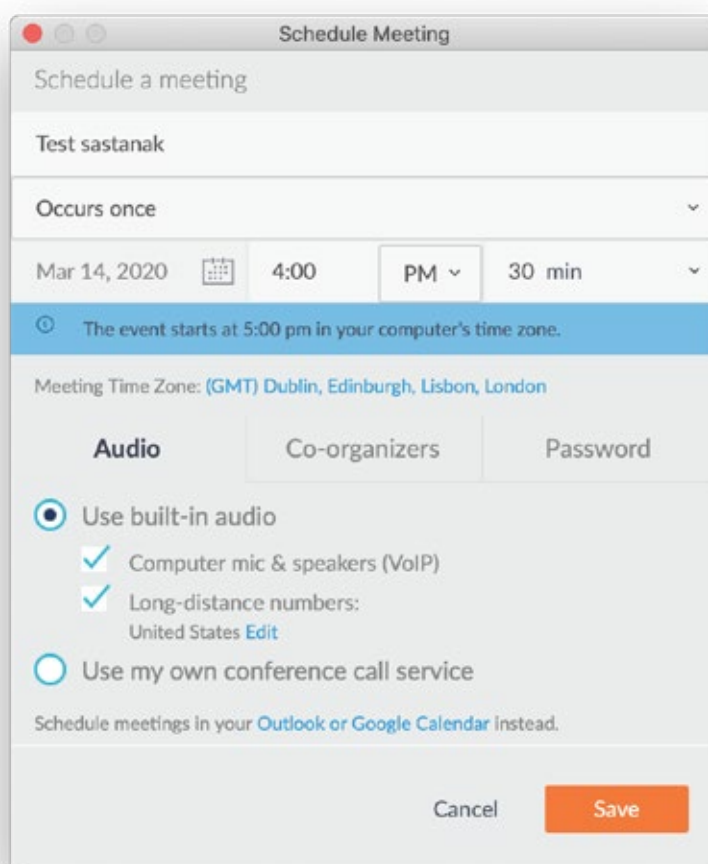 Schedule Meeting
Schedule a meeting
Test sastanak
Occurs once
Mar 14, 2020 4:00 PM 30 min
The event starts at 5:00 pm in your computer's time zone.
Meeting Time Zone: (GMT) Dublin, Edinburgh, Lisbon, London
Audio Co-organizers Password
Use built-in audio
Computer mic & speakers (VoIP)
Long-distance numbers:
United States Edit
Use my own conference call service
Schedule meetings in your Outlook or Google Calendar instead.
Cancel Save